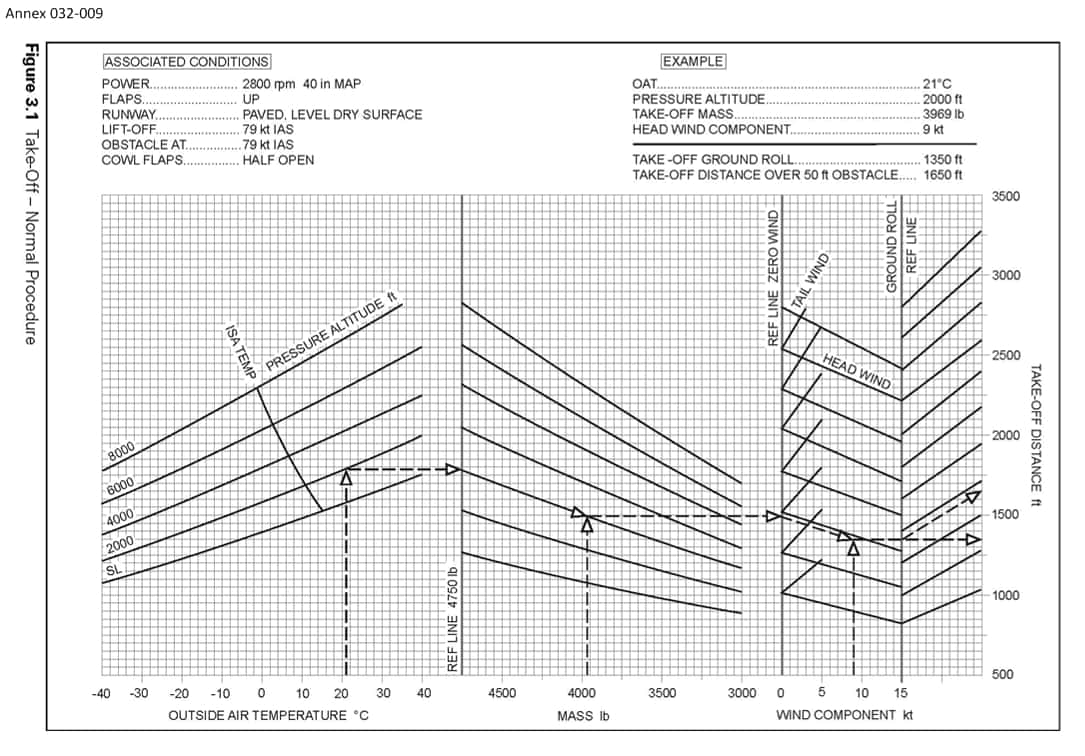 Annex 032-009
Figure 3.1 Take-Off – Normal Procedure
ASSOCIATED CONDITIONS
POWER........................ 2800 rpm 40 in MAP
FLAPS.......................... UP
RUNWAY....................... PAVED, LEVEL DRY SURFACE
LIFT-OFF....................... 79 kt IAS
OBSTACLE AT............... 79 kt IAS
COWL FLAPS............... HALF OPEN
EXAMPLE
OAT........................................................................ 21°C
PRESSURE ALTITUDE.......................................... 2000 ft
TAKE-OFF MASS.................................................... 3969 lb
HEAD WIND COMPONENT.................................... 9 kt
TAKE -OFF GROUND ROLL................................... 1350 ft
TAKE-OFF DISTANCE OVER 50 ft OBSTACLE..... 1650 ft
ISA TEMP
PRESSURE ALTITUDE ft
8000
6000
4000
2000
SL
REF LINE 4750 lb
REF LINE ZERO WIND
TAIL WIND
HEAD WIND
GROUND ROLL
REF LINE
3500
3000
2500
2000
1500
1000
500
TAKE-OFF DISTANCE ft
-40 -30 -20 -10 0 10 20 30 40 4500 4000 3500 3000 0 5 10 15
OUTSIDE AIR TEMPERATURE °C MASS lb WIND COMPONENT kt